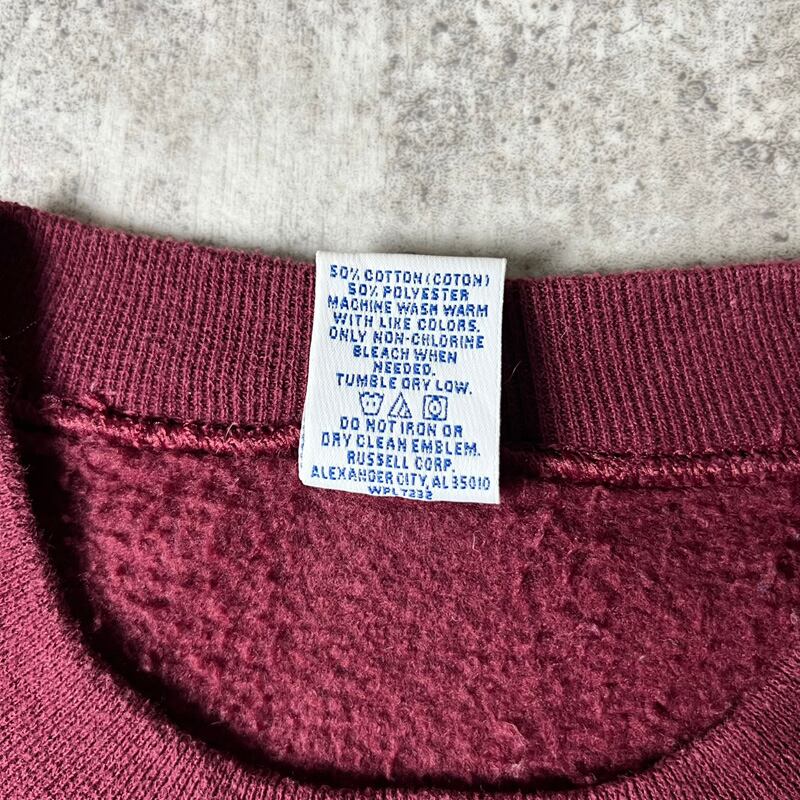 50% COTTON (COTON)
50% POLYESTER
MACHINE WASH WARM
WITH LIKE COLORS.
ONLY NON-CHLORINE
BLEACH WHEN
NEEDED.
TUMBLE DRY LOW.
DO NOT IRON OR
DRY CLEAN EMBLEM.
RUSSELL CORP.
ALEXANDER CITY, AL 35010
WPL 7232